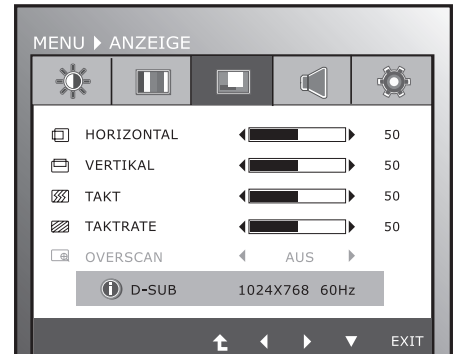 MENU ANZEIGE
HORIZONTAL 50
VERTIKAL 50
TAKT 50
TAKTRATE 50
OVERSCAN AUS
D-SUB 1024X768 60Hz
EXIT